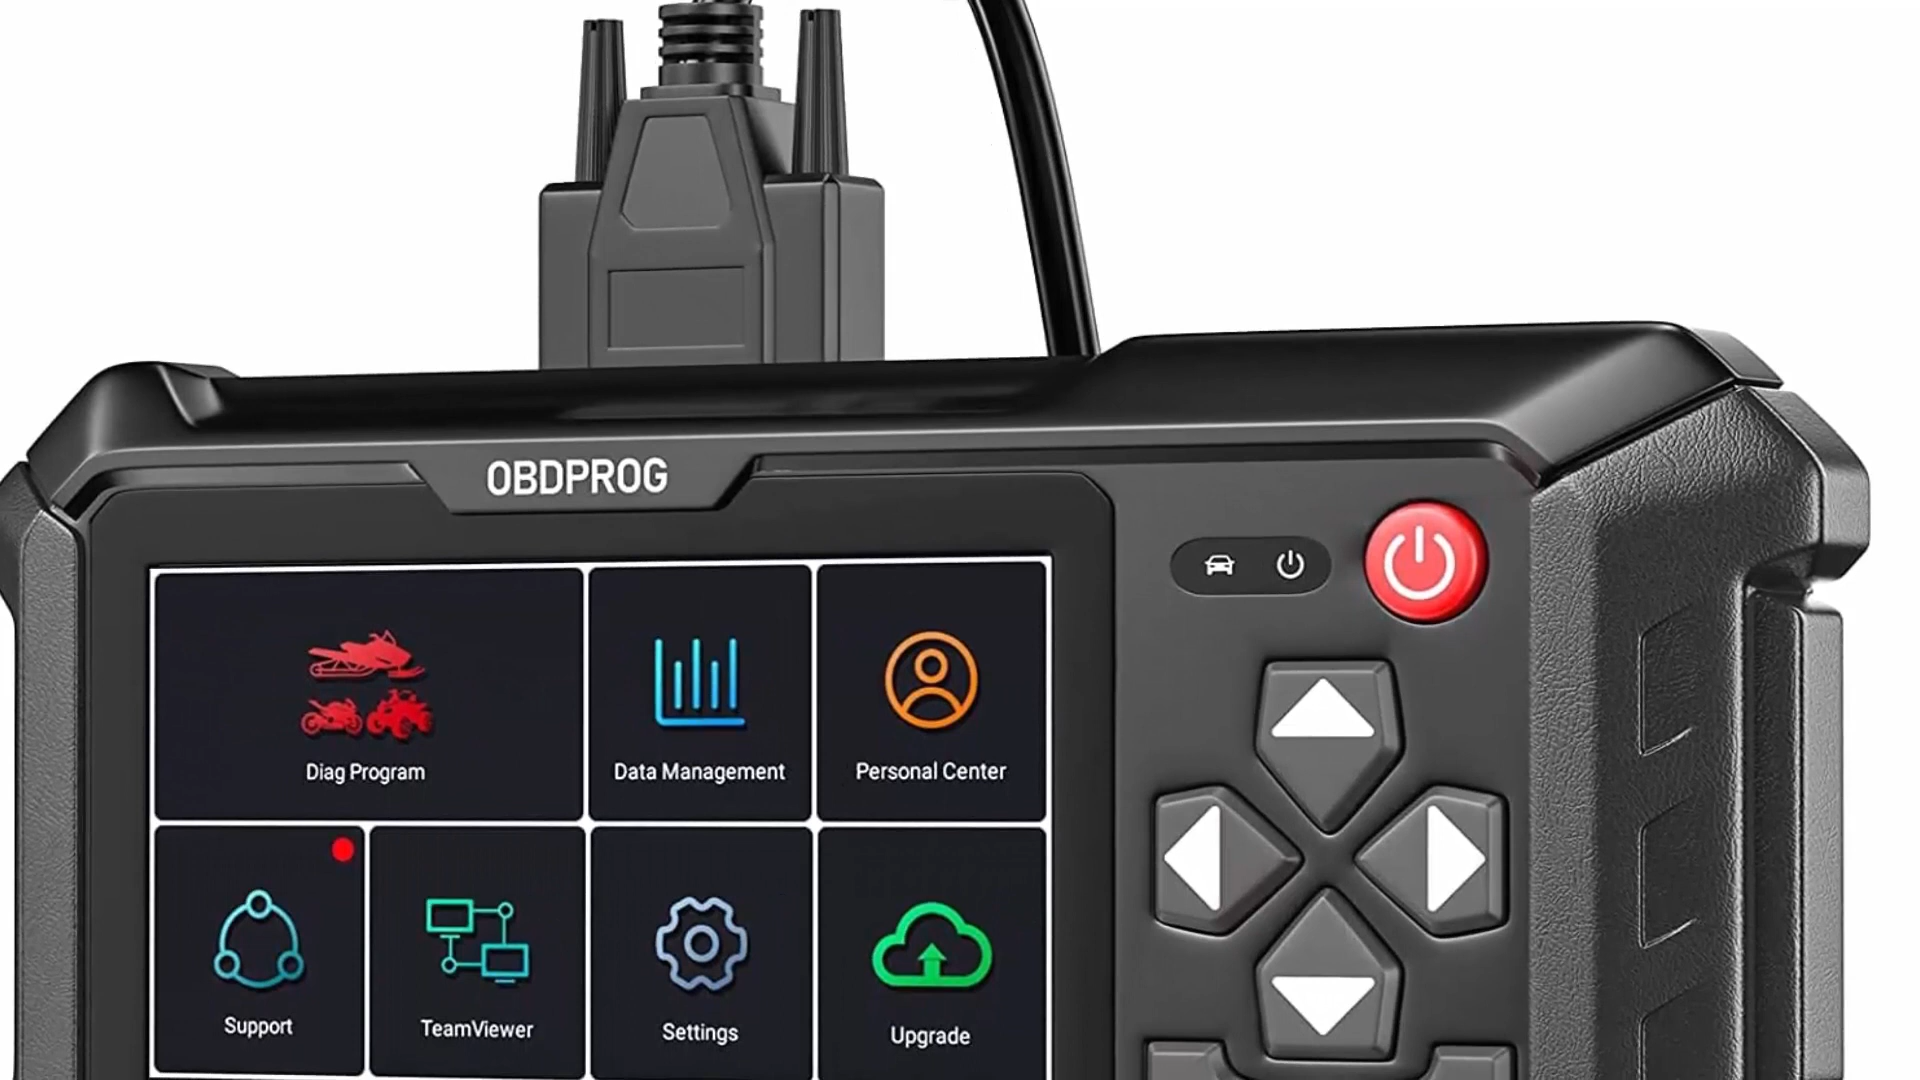 OBDPROG
Diag Program
Data Management
Personal Center
Support
TeamViewer
Settings
Upgrade